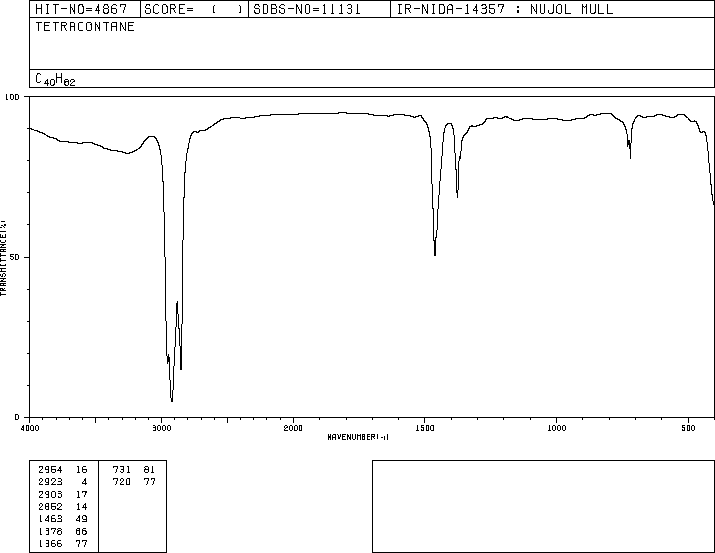 HIT-NO=4867 SCORE= ( ) SDBS-NO=11131 IR-NIDA-14357 : NUJOL MULL
TETRACONTANE
C40H82
100
TRANSMITTANCE(%)
50
0
4000 3000 2000 1500 1000 500
WAVENUMBER(-1)
2954 16 731 81
2923 4 720 77
2903 17
2852 14
1463 49
1378 66
1366 77